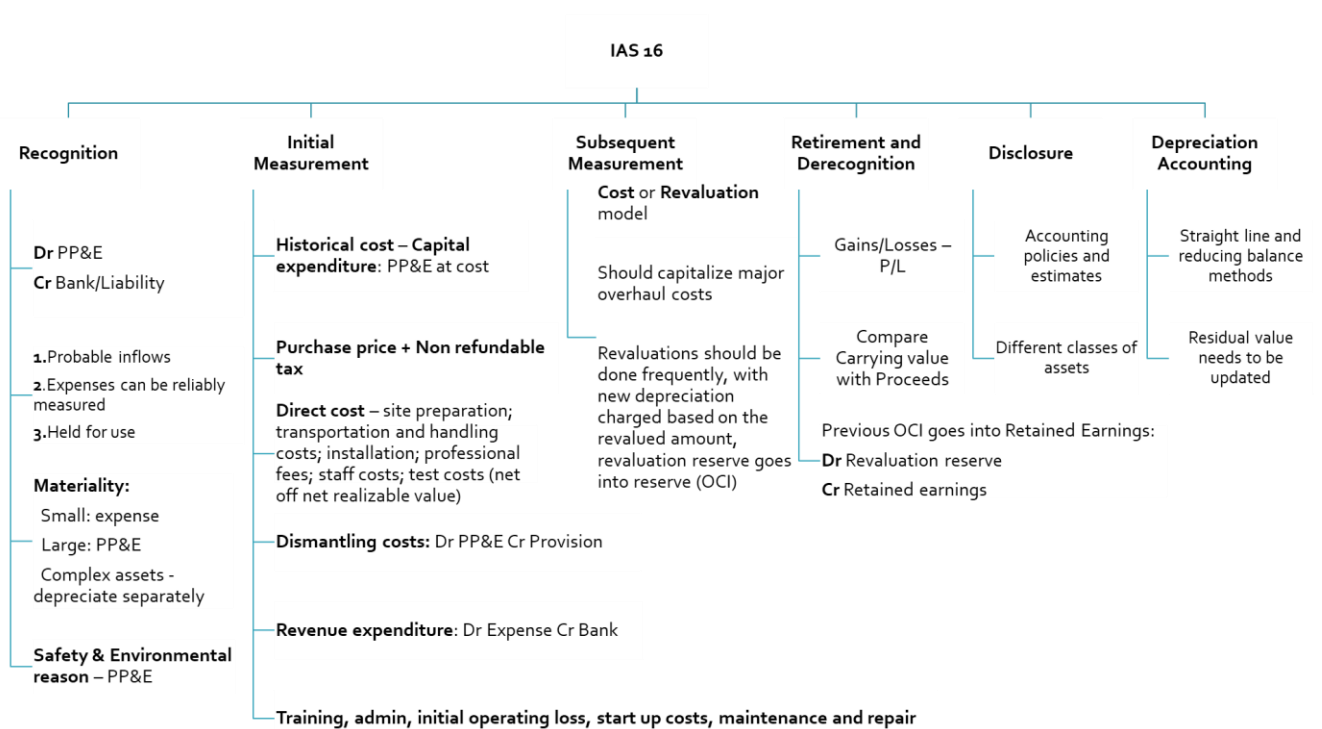 IAS 16
Recognition
Dr PP&E
Cr Bank/Liability
1.Probable inflows
2.Expenses can be reliably
measured
3.Held for use
Materiality:
Small: expense
Large: PP&E
Complex assets -
depreciate separately
Safety & Environmental
reason – PP&E
Initial
Measurement
Historical cost – Capital
expenditure: PP&E at cost
Purchase price + Non refundable
tax
Direct cost – site preparation;
transportation and handling
costs; installation; professional
fees; staff costs; test costs (net
off net realizable value)
Dismantling costs: Dr PP&E Cr Provision
Revenue expenditure: Dr Expense Cr Bank
Training, admin, initial operating loss, start up costs, maintenance and repair
Subsequent
Measurement
Cost or Revaluation
model
Should capitalize major
overhaul costs
Revaluations should be
done frequently, with
new depreciation
charged based on the
revalued amount,
revaluation reserve goes
into reserve (OCI)
Retirement and
Derecognition
Gains/Losses –
P/L
Compare
Carrying value
with Proceeds
Previous OCI goes into Retained Earnings:
Dr Revaluation reserve
Cr Retained earnings
Disclosure
Accounting
policies and
estimates
Different classes of
assets
Depreciation
Accounting
Straight line and
reducing balance
methods
Residual value
needs to be
updated